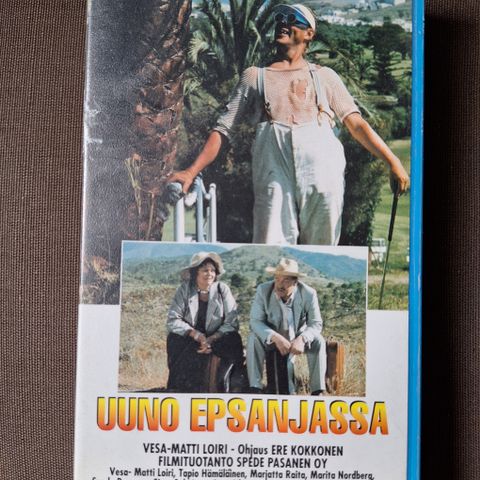 UUNO EPSANJASSA
VESA-MATTI LOIRI - Ohjaus ERE KOKKONEN
FILMITUOTANTO SPEDE PASANEN OY
Vesa- Matti Loiri, Tapio Hämäläinen, Marjatta Raita, Marita Nordberg,